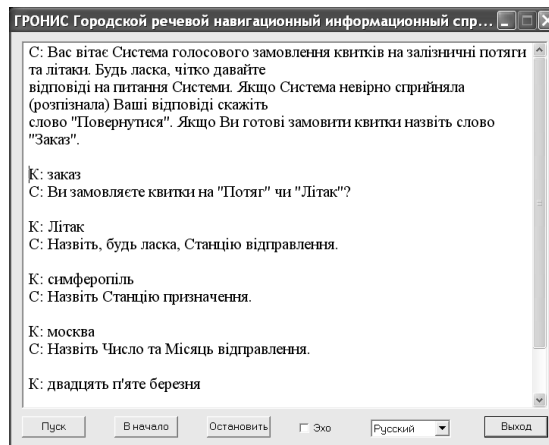 ГРОНИС Городской речевой навигационный информационный спр...
С: Вас вітає Система голосового замовлення квитків на залізничні потяги
та літаки. Будь ласка, чітко давайте
відповіді на питання Системи. Якщо Система невірно сприйняла
(розпізнала) Ваші відповіді скажіть
слово "Повернутися". Якщо Ви готові замовити квитки назвіть слово
"Заказ".
К: заказ
С: Ви замовляєте квитки на "Потяг" чи "Літак"?
К: Літак
С: Назвіть, будь ласка, Станцію відправлення.
К: симферопіль
С: Назвіть Станцію призначення.
К: москва
С: Назвіть Число та Місяць відправлення.
К: двадцять п'яте березня
Пуск В начало Остановить Эхо Русский Выход